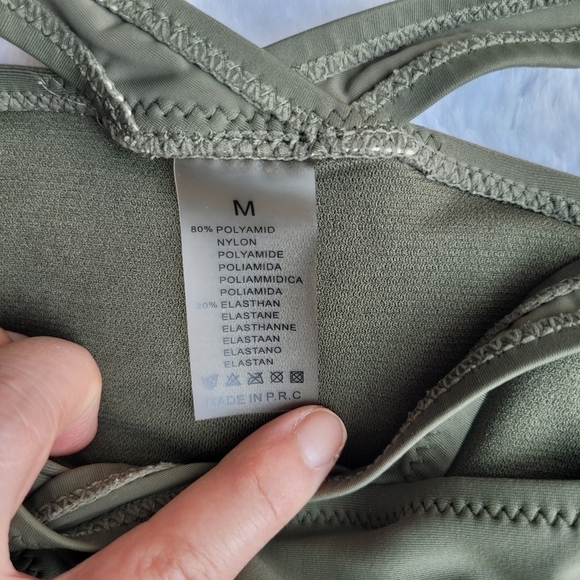 M
80% POLYAMID
NYLON
POLYAMIDE
POLIAMIDA
POLIAMMIDICA
POLIAMIDA
20% ELASTHAN
ELASTANE
ELASTHANNE
ELASTAAN
ELASTANO
ELASTAN
MADE IN P.R.C